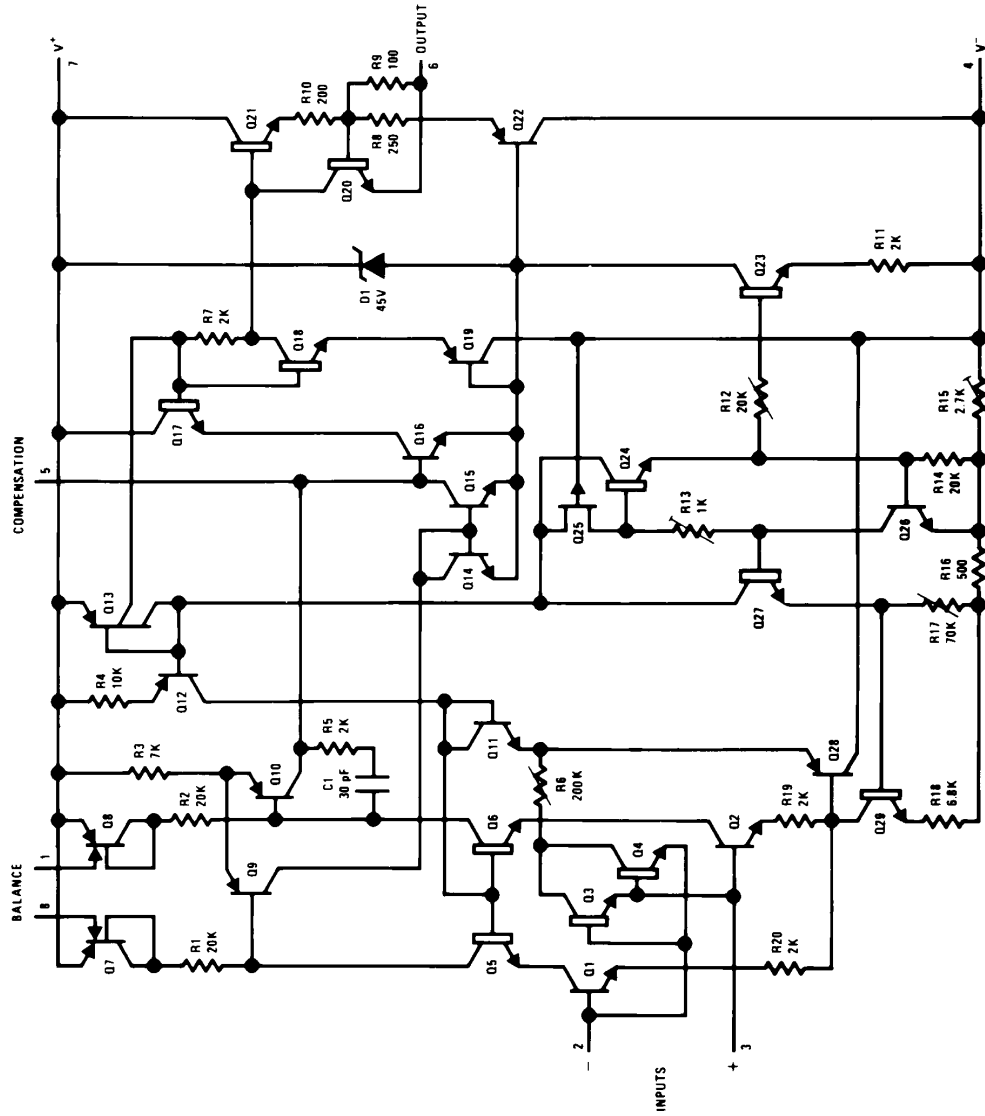 BALANCE
COMPENSATION
8
1
5
7
V+
Q7
Q8
R3
7K
R4
10K
Q13
Q12
R1
20K
R2
20K
Q9
Q10
R5
2K
C1
30 pF
Q17
R7
2K
Q18
Q16
Q19
Q14
Q15
D1
45V
Q21
R10
200
Q20
R8
250
R9
100
OUTPUT
6
Q22
Q5
Q6
Q11
R6
200K
Q3
Q4
Q1
Q2
INPUTS
2
−
3
+
R20
2K
R19
2K
Q28
Q29
R18
6.8K
Q25
Q24
R13
1K
Q27
Q26
R12
20K
Q23
R11
2K
R17
70K
R16
500
R14
20K
R15
2.7K
4
V−